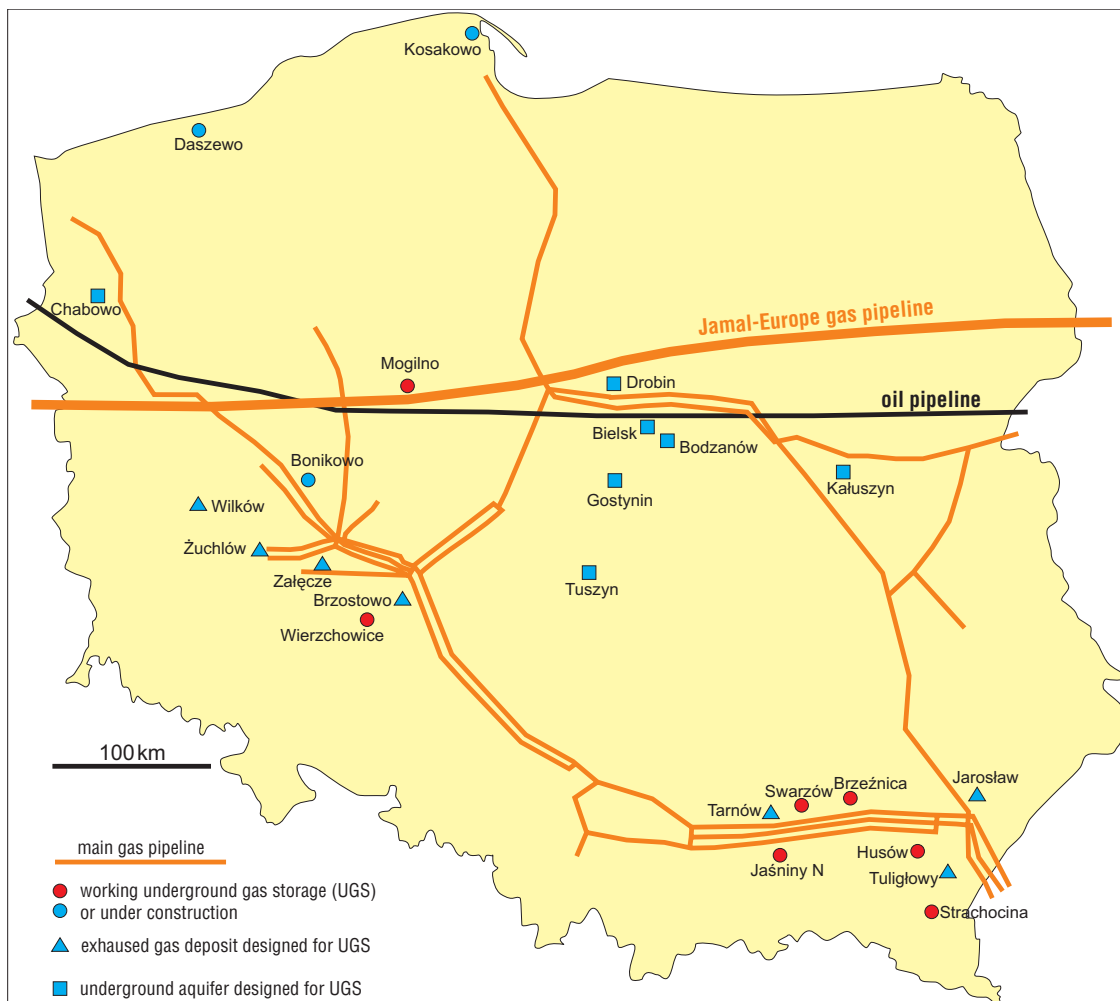 Kosakowo
Daszewo
Chabowo
Jamal-Europe gas pipeline
Mogilno
Drobin
oil pipeline
Bielsk
Bodzanów
Bonikowo
Gostynin
Kałuszyn
Wilków
Żuchlów
Załęcze
Tuszyn
Brzostowo
Wierzchowice
100 km
Swarzów
Brzeźnica
Jarosław
Tarnów
main gas pipeline
Jaśniny N
Husów
Tuligłowy
working underground gas storage (UGS)
or under construction
Strachocina
exhaused gas deposit designed for UGS
underground aquifer designed for UGS